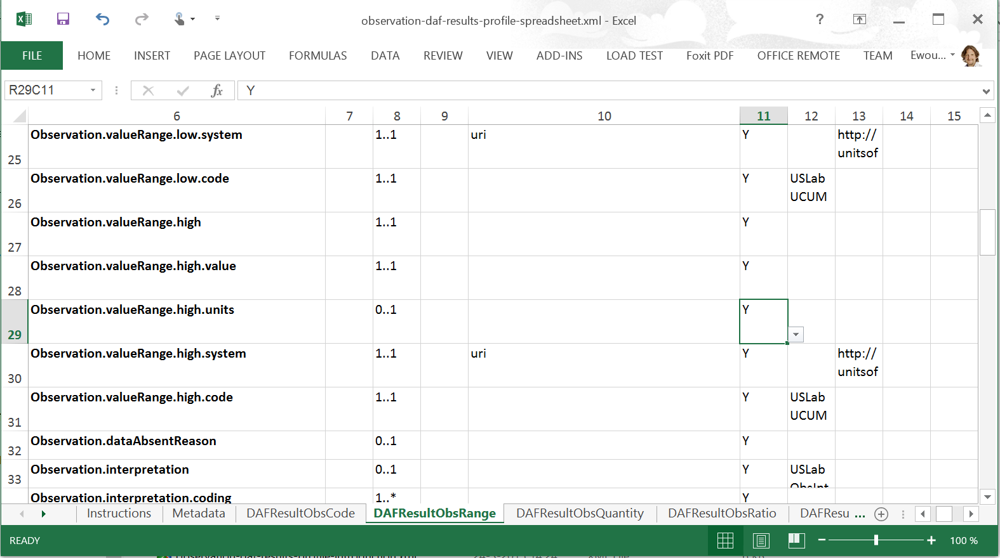 observation-daf-results-profile-spreadsheet.xml - Excel
?
FILE HOME INSERT PAGE LAYOUT FORMULAS DATA REVIEW VIEW ADD-INS LOAD TEST Foxit PDF OFFICE REMOTE TEAM Ewou...
R29C11 fx Y
6 7 8 9 10 11 12 13 14 15
Observation.valueRange.low.system 1..1 uri Y http://
unitsof
25
Observation.valueRange.low.code 1..1 Y USLab
UCUM
26
Observation.valueRange.high 1..1 Y
27
Observation.valueRange.high.value 1..1 Y
28
Observation.valueRange.high.units 0..1 Y
29
Observation.valueRange.high.system 1..1 uri Y http://
unitsof
30
Observation.valueRange.high.code 1..1 Y USLab
UCUM
31
Observation.dataAbsentReason 0..1 Y
32
Observation.interpretation 0..1 Y USLab
33
Observation.interpretation.coding 1..* Y
Instructions Metadata DAFResultObsCode DAFResultObsRange DAFResultObsQuantity DAFResultObsRatio DAFResu ...
READY 100 %